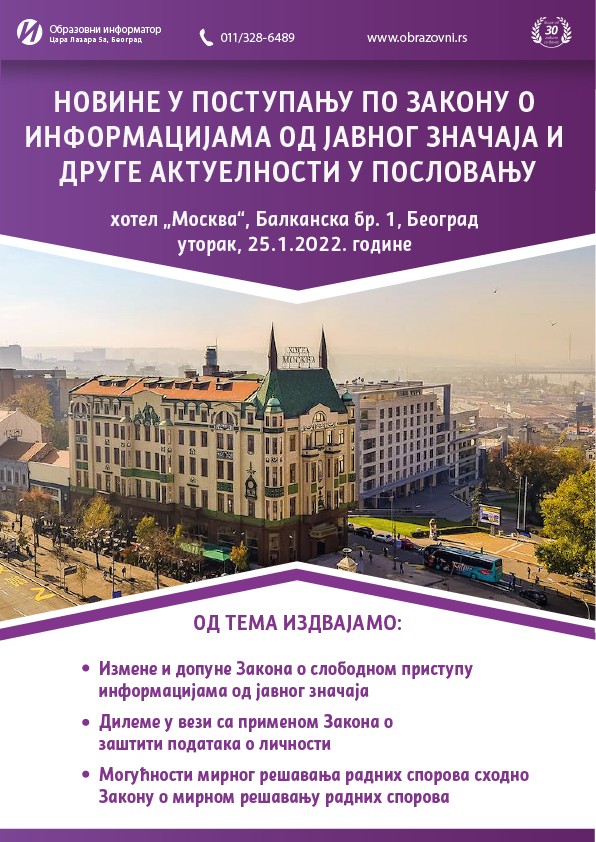 Образовни информатор
Цара Лазара 5а, Београд
011/328-6489
www.obrazovni.rs
30
НОВИНЕ У ПОСТУПАЊУ ПО ЗАКОНУ О
ИНФОРМАЦИЈАМА ОД ЈАВНОГ ЗНАЧАЈА И
ДРУГЕ АКТУЕЛНОСТИ У ПОСЛОВАЊУ
хотел „Москва“, Балканска бр. 1, Београд
уторак, 25.1.2022. године
ХОТЕЛ
МОСКВА
ОД ТЕМА ИЗДВАЈАМО:
• Измене и допуне Закона о слободном приступу
информацијама од јавног значаја
• Дилеме у вези са применом Закона о
заштити података о личности
• Могућности мирног решавања радних спорова сходно
Закону о мирном решавању радних спорова